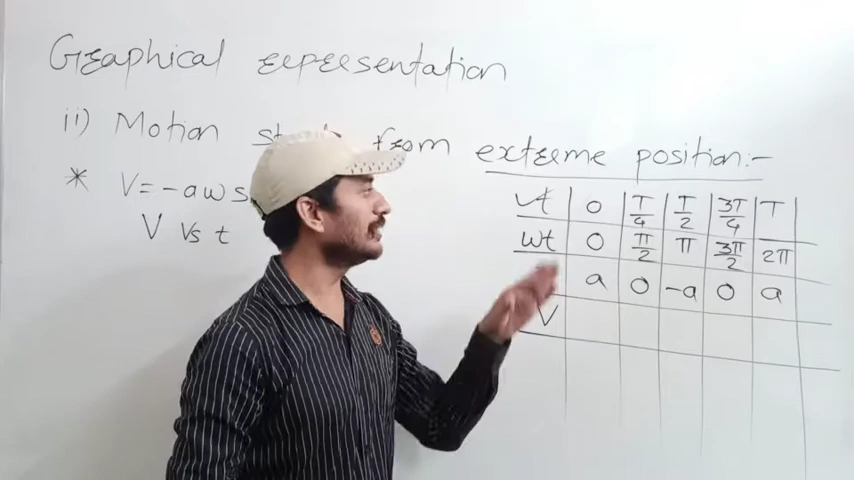 Graphical representation
ii) Motion from extreme position:-
* V = -aw s
V Vs t
t 0 T/4 T/2 3T/4 T
wt 0 π/2 π 3π/2 2π
a 0 -a 0 a
V